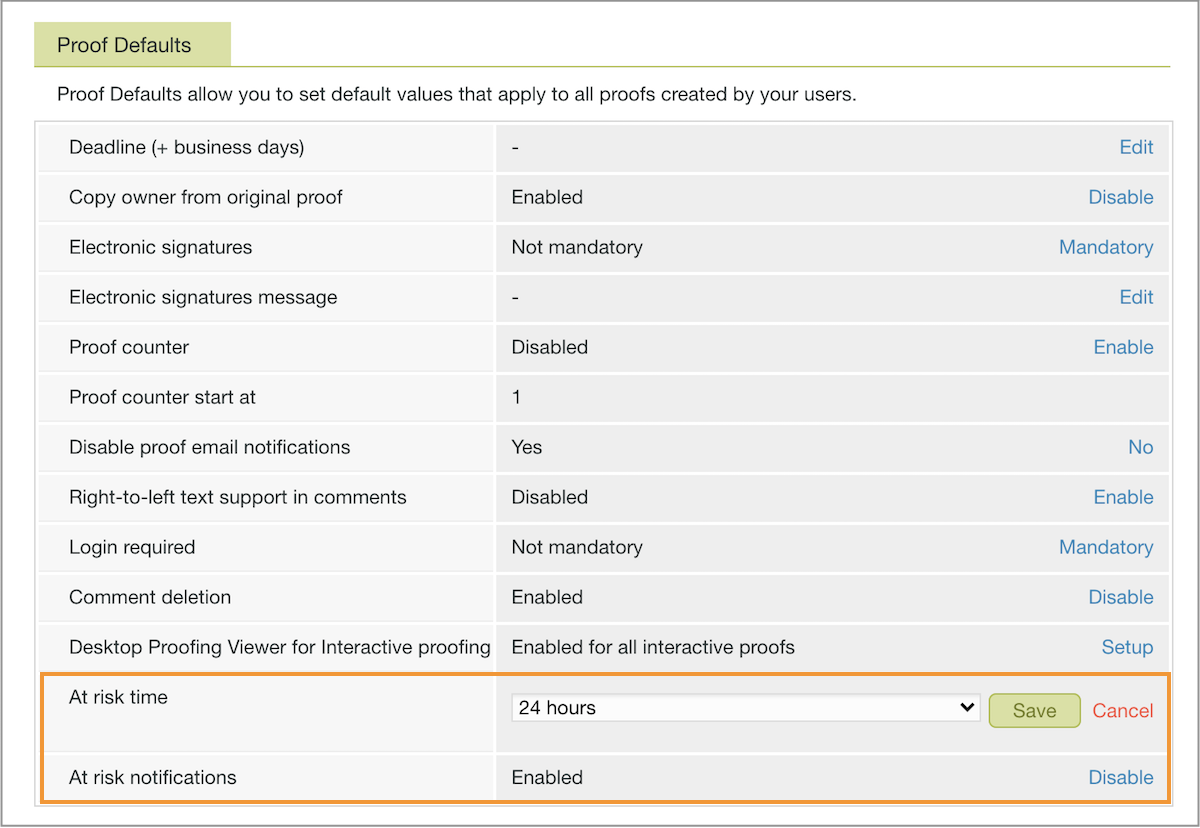 Proof Defaults
Proof Defaults allow you to set default values that apply to all proofs created by your users.
Deadline (+ business days) - Edit
Copy owner from original proof Enabled Disable
Electronic signatures Not mandatory Mandatory
Electronic signatures message - Edit
Proof counter Disabled Enable
Proof counter start at 1
Disable proof email notifications Yes No
Right-to-left text support in comments Disabled Enable
Login required Not mandatory Mandatory
Comment deletion Enabled Disable
Desktop Proofing Viewer for Interactive proofing Enabled for all interactive proofs Setup
At risk time 24 hours Save Cancel
At risk notifications Enabled Disable